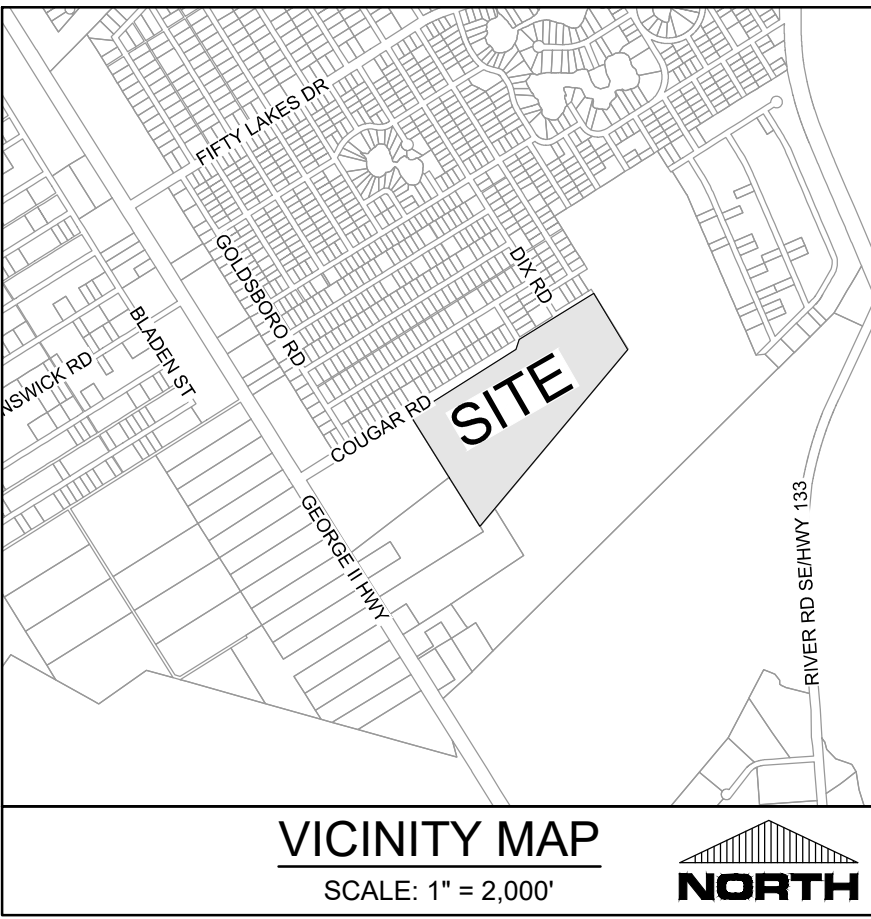 FIFTY LAKES DR
GOLDSBORO RD
DIX RD
BLADEN ST
NSWICK RD
COUGAR RD
SITE
GEORGE II HWY
RIVER RD SE/HWY 133
VICINITY MAP
SCALE: 1" = 2,000'
NORTH